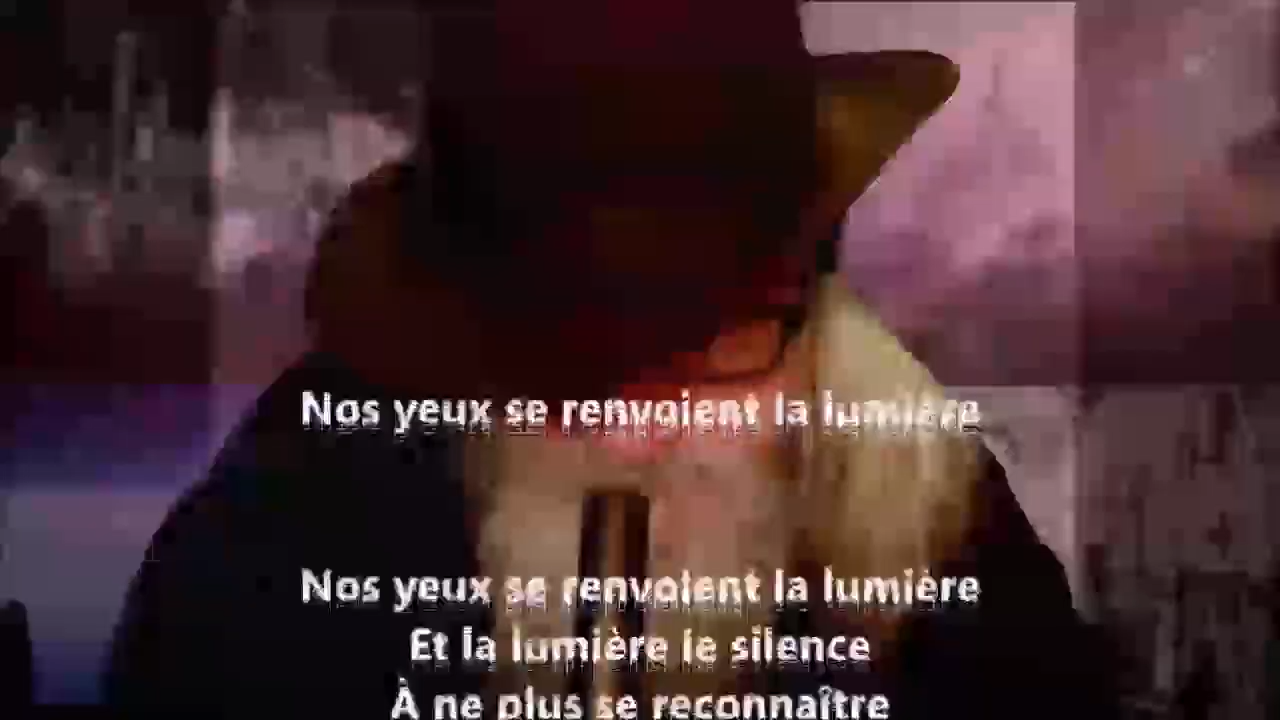 Nos yeux se renvoient la lumière
Nos yeux se renvoient la lumière
Et la lumière le silence
À ne plus se reconnaître